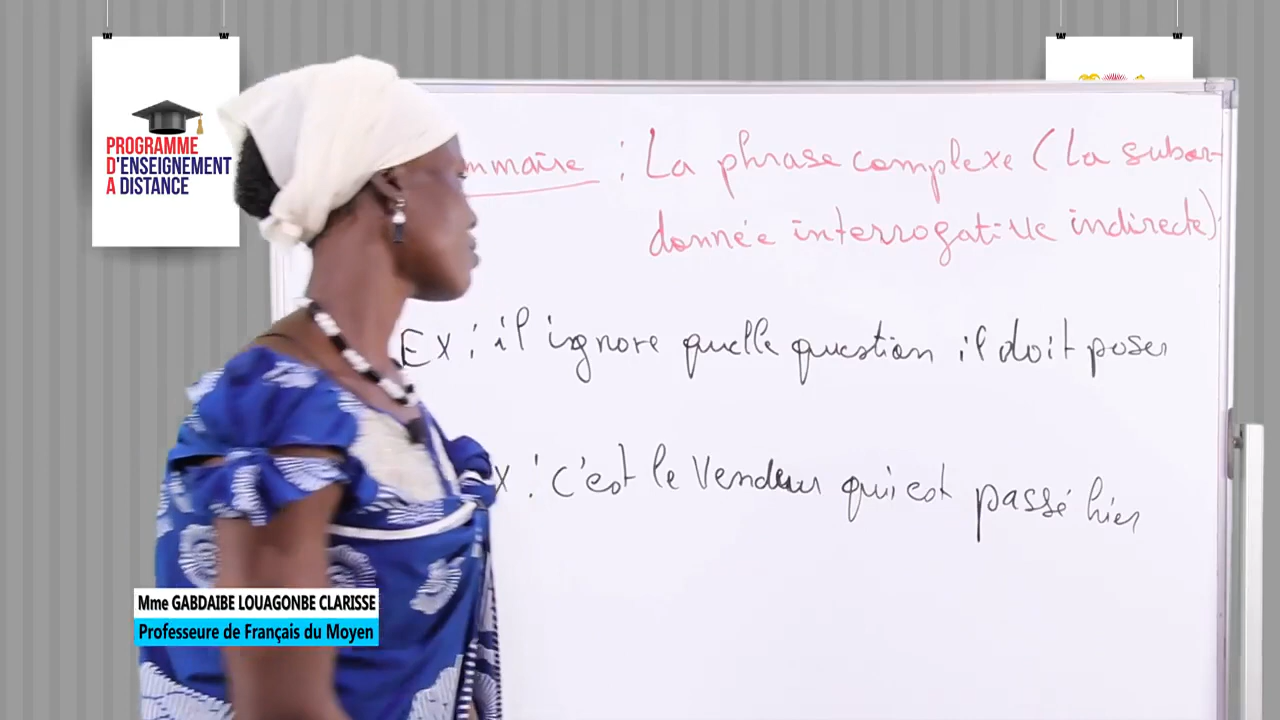 PROGRAMME
D'ENSEIGNEMENT
A DISTANCE
mmaire : La phrase complexe (La subor-
donnée interrogative indirecte)
Ex : il ignore quelle question il doit poser
x : c'est le vendeur qui est passé hier
Mme GABDAIBE LOUAGONBE CLARISSE
Professeure de Français du Moyen